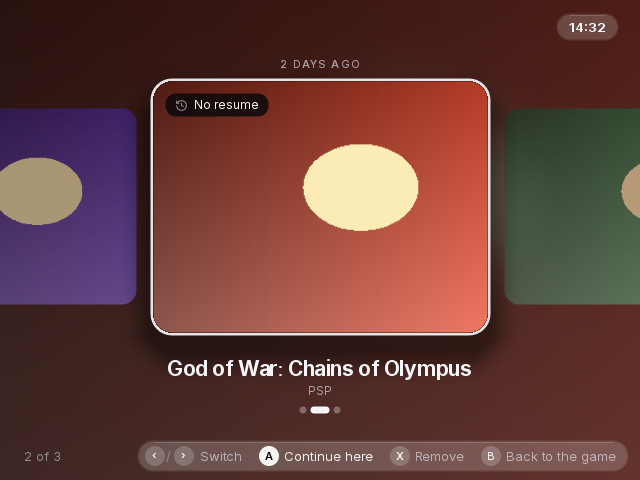 14:32
2 DAYS AGO
No resume
God of War: Chains of Olympus
PSP
2 of 3
‹ / › Switch A Continue here X Remove B Back to the game